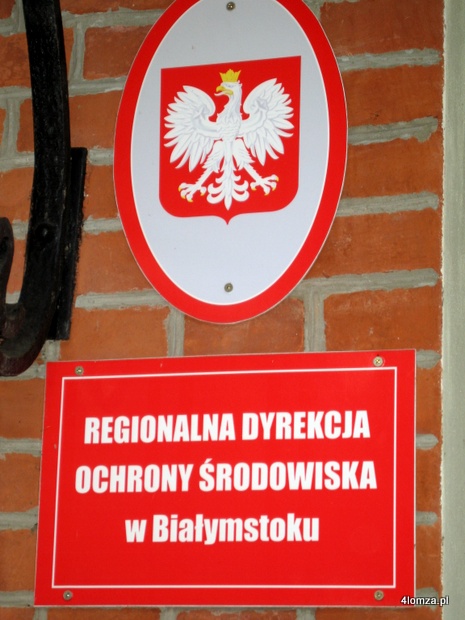 REGIONALNA DYREKCJA
OCHRONY ŚRODOWISKA
w Białymstoku
4lomza.pl